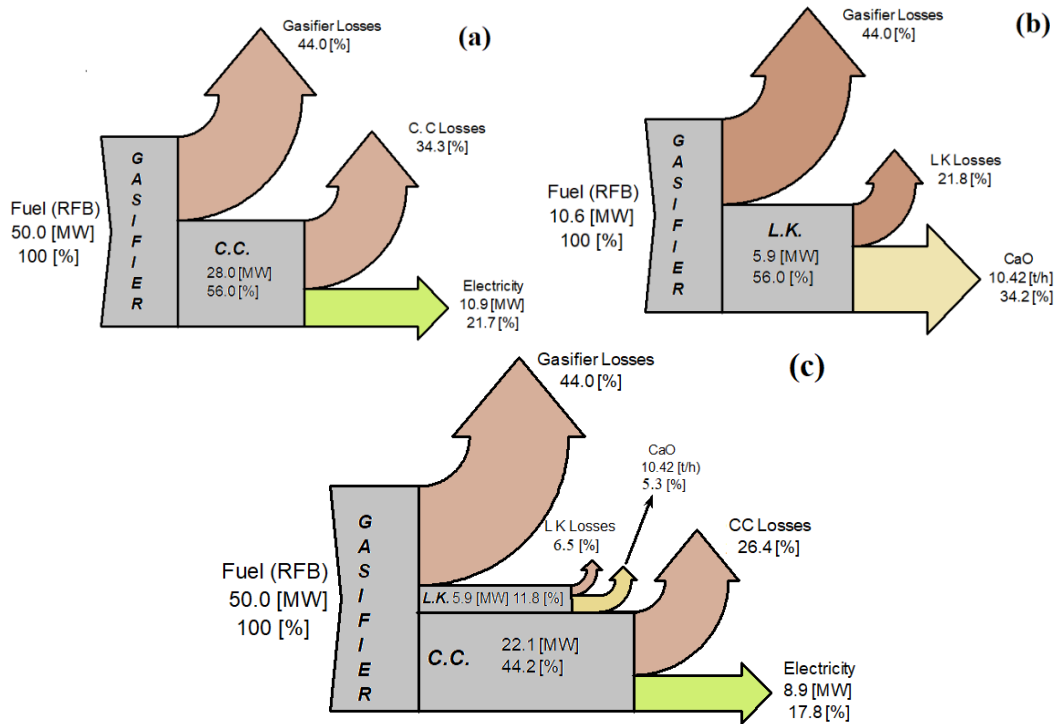 (a)
Gasifier Losses
44.0 [%]
C. C Losses
34.3 [%]
GASIFIER
Fuel (RFB)
50.0 [MW]
100 [%]
C.C.
28.0 [MW]
56.0 [%]
Electricity
10.9 [MW]
21.7 [%]
(b)
Gasifier Losses
44.0 [%]
L K Losses
21.8 [%]
GASIFIER
Fuel (RFB)
10.6 [MW]
100 [%]
L.K.
5.9 [MW]
56.0 [%]
CaO
10.42 [t/h]
34.2 [%]
(c)
Gasifier Losses
44.0 [%]
CaO
10.42 [t/h)
5.3 [%]
L K Losses
6.5 [%]
CC Losses
26.4 [%]
GASIFIER
Fuel (RFB)
50.0 [MW]
100 [%]
L.K. 5.9 [MW] 11.8 [%]
C.C.
22.1 [MW]
44.2 [%]
Electricity
8.9 [MW]
17.8 [%]